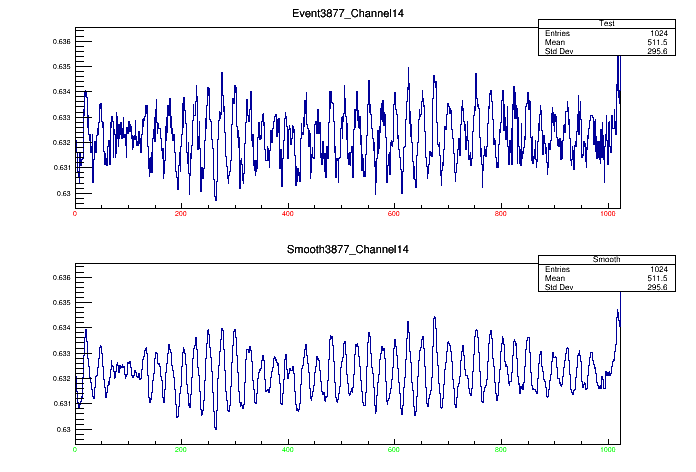 Event3877_Channel14
Test
Entries 1024
Mean 511.5
Std Dev 295.6
0.636
0.635
0.634
0.633
0.632
0.631
0.63
0 200 400 600 800 1000
Smooth3877_Channel14
Smooth
Entries 1024
Mean 511.5
Std Dev 295.6
0.636
0.635
0.634
0.633
0.632
0.631
0.63
0 200 400 600 800 1000